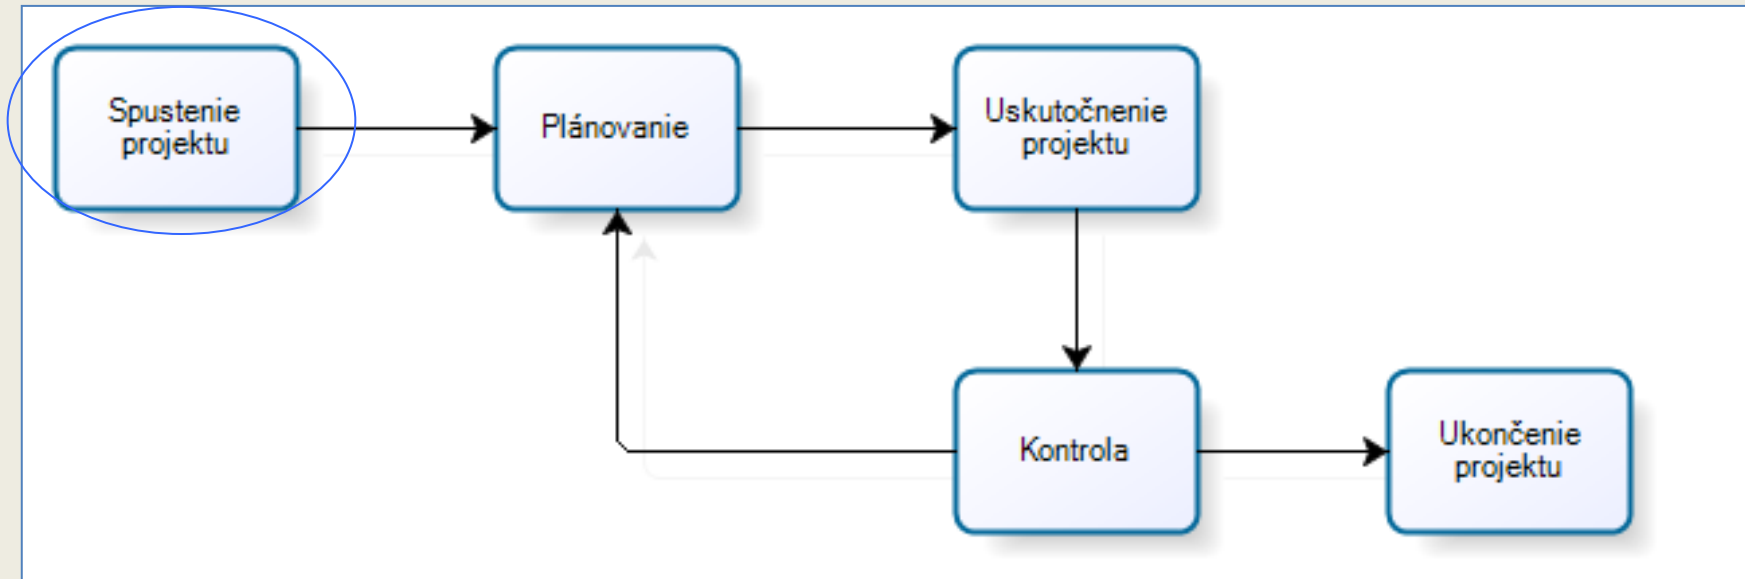 Spustenie
projektu
Plánovanie
Uskutočnenie
projektu
Kontrola
Ukončenie
projektu